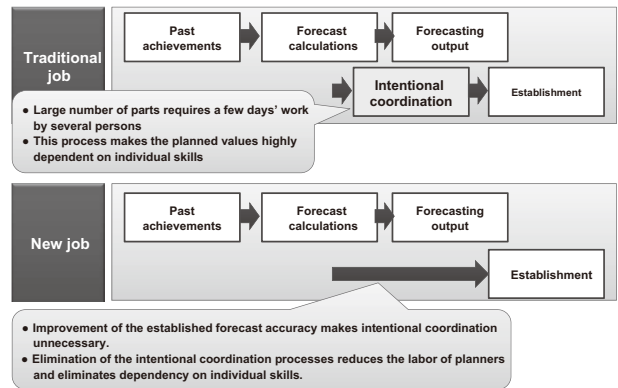 Traditional
job
Past
achievements
Forecast
calculations
Forecasting
output
Intentional
coordination
Establishment
● Large number of parts requires a few days' work
by several persons
● This process makes the planned values highly
dependent on individual skills
New job
Past
achievements
Forecast
calculations
Forecasting
output
Establishment
● Improvement of the established forecast accuracy makes intentional coordination
unnecessary.
● Elimination of the intentional coordination processes reduces the labor of planners
and eliminates dependency on individual skills.